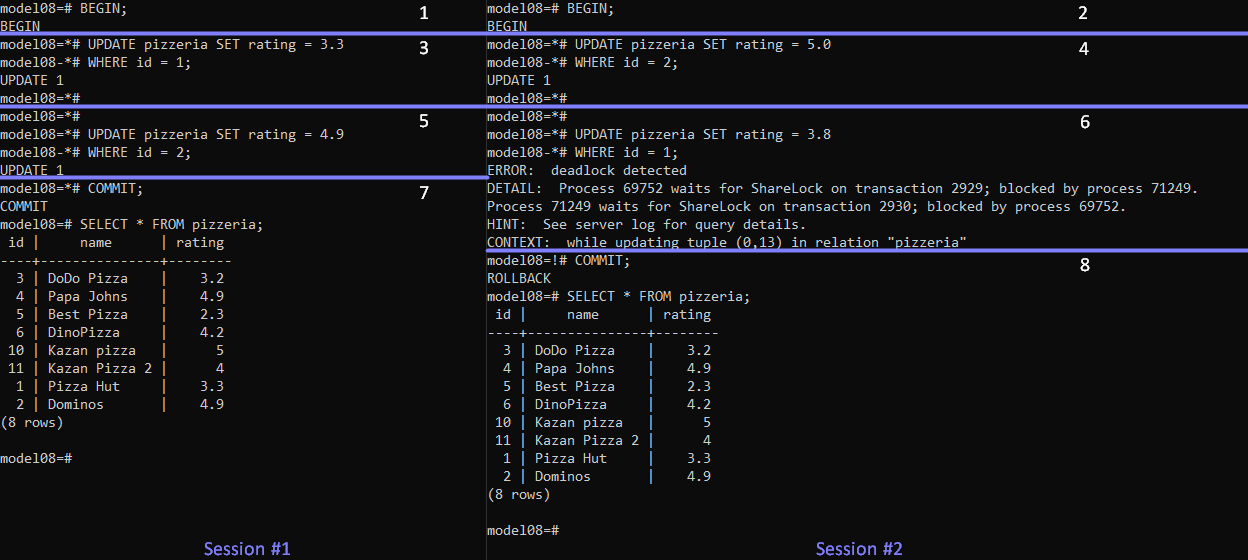 model08=# BEGIN; 1
BEGIN
model08=*# UPDATE pizzeria SET rating = 3.3 3
model08-*# WHERE id = 1;
UPDATE 1
model08=*#
model08=*#
model08=*# UPDATE pizzeria SET rating = 4.9 5
model08-*# WHERE id = 2;
UPDATE 1
model08=*# COMMIT; 7
COMMIT
model08=# SELECT * FROM pizzeria;
 id |     name      | rating
----+---------------+--------
  3 | DoDo Pizza    |    3.2
  4 | Papa Johns    |    4.9
  5 | Best Pizza    |    2.3
  6 | DinoPizza     |    4.2
 10 | Kazan pizza   |      5
 11 | Kazan Pizza 2 |      4
  1 | Pizza Hut     |    3.3
  2 | Dominos       |    4.9
(8 rows)
model08=#
Session #1
model08=# BEGIN; 2
BEGIN
model08=*# UPDATE pizzeria SET rating = 5.0 4
model08-*# WHERE id = 2;
UPDATE 1
model08=*#
model08=*#
model08=*# UPDATE pizzeria SET rating = 3.8 6
model08-*# WHERE id = 1;
ERROR:  deadlock detected
DETAIL:  Process 69752 waits for ShareLock on transaction 2929; blocked by process 71249.
Process 71249 waits for ShareLock on transaction 2930; blocked by process 69752.
HINT:  See server log for query details.
CONTEXT:  while updating tuple (0,13) in relation "pizzeria"
model08=!# COMMIT; 8
ROLLBACK
model08=# SELECT * FROM pizzeria;
 id |     name      | rating
----+---------------+--------
  3 | DoDo Pizza    |    3.2
  4 | Papa Johns    |    4.9
  5 | Best Pizza    |    2.3
  6 | DinoPizza     |    4.2
 10 | Kazan pizza   |      5
 11 | Kazan Pizza 2 |      4
  1 | Pizza Hut     |    3.3
  2 | Dominos       |    4.9
(8 rows)
model08=#
Session #2